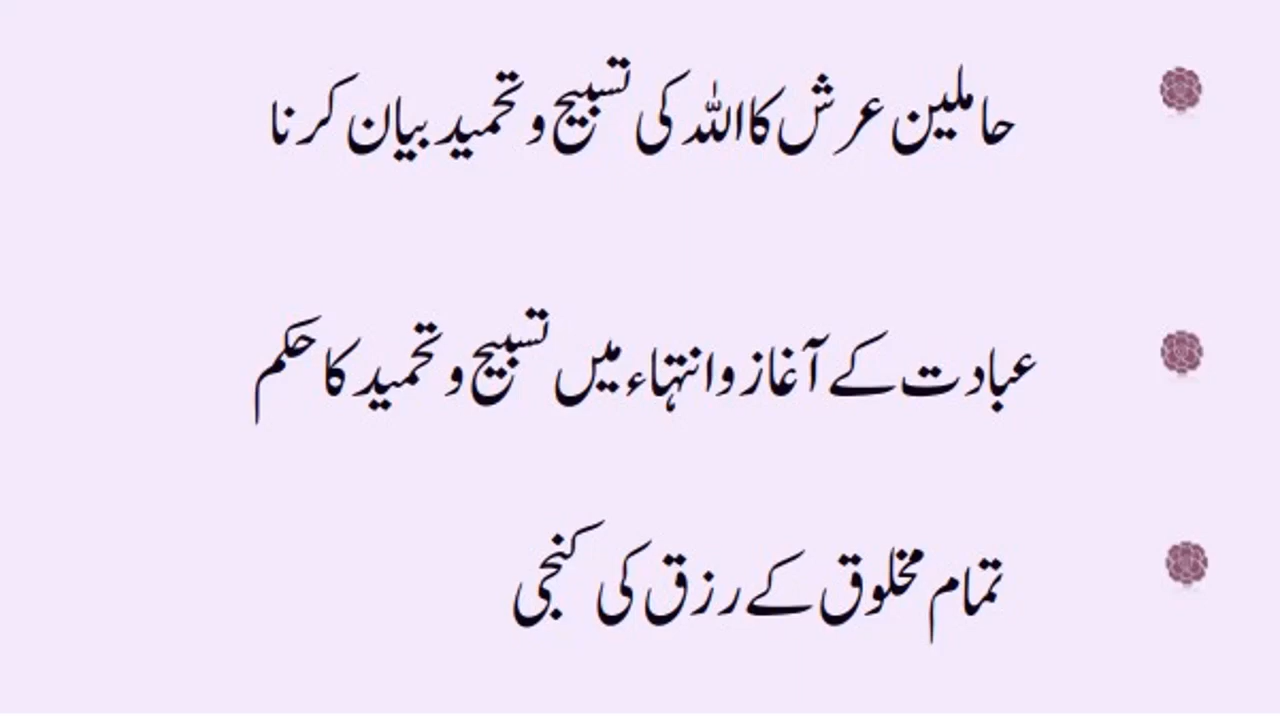 حاملین عرش کا اللہ کی تسبیح و تحمید بیان کرنا
عبادت کے آغاز و انتہاء میں تسبیح و تحمید کا حکم
تمام مخلوق کے رزق کی کنجی